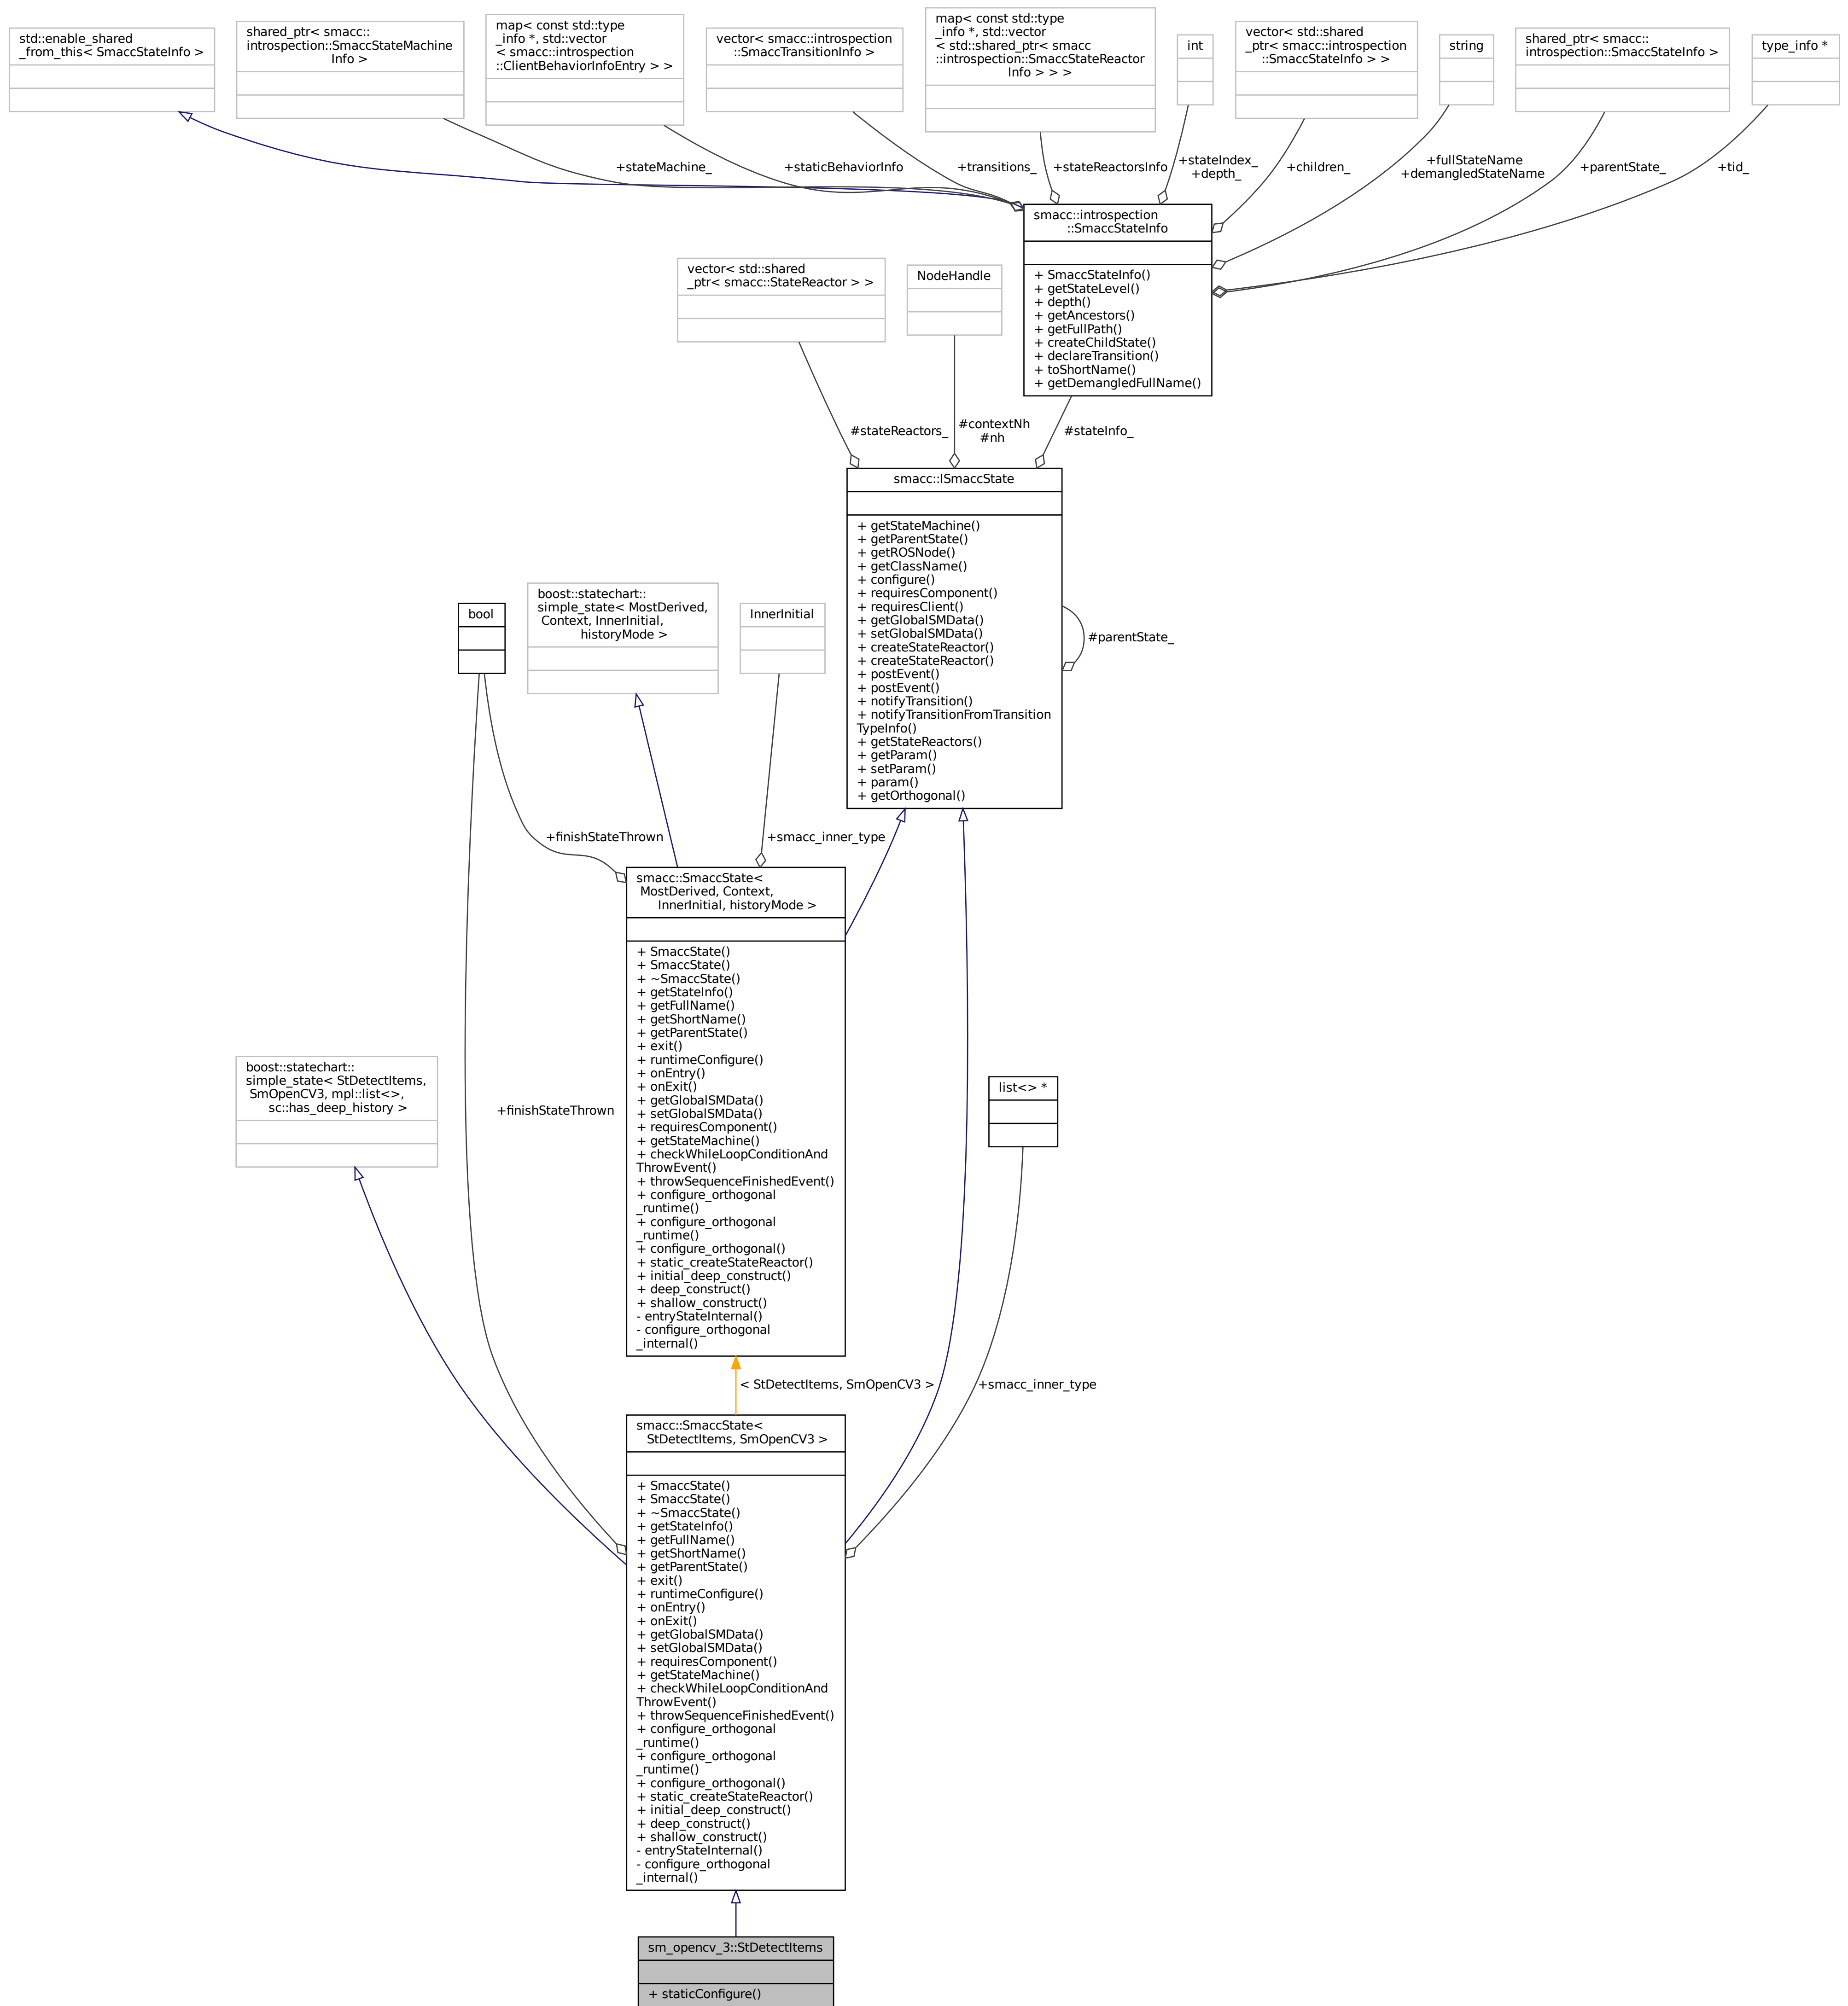 std::enable_shared
_from_this< SmaccStateInfo >
shared_ptr< smacc::
introspection::SmaccStateMachine
Info >
map< const std::type
_info *, std::vector
< smacc::introspection
::ClientBehaviorInfoEntry > >
vector< smacc::introspection
::SmaccTransitionInfo >
map< const std::type
_info *, std::vector
< std::shared_ptr< smacc
::introspection::SmaccStateReactor
Info > > >
int
vector< std::shared
_ptr< smacc::introspection
::SmaccStateInfo > >
string
shared_ptr< smacc::
introspection::SmaccStateInfo >
type_info *
+stateMachine_
+staticBehaviorInfo
+transitions_
+stateReactorsInfo
+stateIndex_
+depth_
+children_
+fullStateName
+demangledStateName
+parentState_
+tid_
smacc::introspection
::SmaccStateInfo
+ SmaccStateInfo()
+ getStateLevel()
+ depth()
+ getAncestors()
+ getFullPath()
+ createChildState()
+ declareTransition()
+ toShortName()
+ getDemangledFullName()
vector< std::shared
_ptr< smacc::StateReactor > >
NodeHandle
#stateReactors_
#contextNh
#nh
#stateInfo_
smacc::ISmaccState
+ getStateMachine()
+ getParentState()
+ getROSNode()
+ getClassName()
+ configure()
+ requiresComponent()
+ requiresClient()
+ getGlobalSMData()
+ setGlobalSMData()
+ createStateReactor()
+ createStateReactor()
+ postEvent()
+ postEvent()
+ notifyTransition()
+ notifyTransitionFromTransition
TypeInfo()
+ getStateReactors()
+ getParam()
+ setParam()
+ param()
+ getOrthogonal()
#parentState_
bool
boost::statechart::
simple_state< MostDerived,
Context, InnerInitial,
historyMode >
InnerInitial
+finishStateThrown
+smacc_inner_type
smacc::SmaccState<
MostDerived, Context,
InnerInitial, historyMode >
+ SmaccState()
+ SmaccState()
+ ~SmaccState()
+ getStateInfo()
+ getFullName()
+ getShortName()
+ getParentState()
+ exit()
+ runtimeConfigure()
+ onEntry()
+ onExit()
+ getGlobalSMData()
+ setGlobalSMData()
+ requiresComponent()
+ getStateMachine()
+ checkWhileLoopConditionAnd
ThrowEvent()
+ throwSequenceFinishedEvent()
+ configure_orthogonal
_runtime()
+ configure_orthogonal
_runtime()
+ configure_orthogonal()
+ static_createStateReactor()
+ initial_deep_construct()
+ deep_construct()
+ shallow_construct()
- entryStateInternal()
- configure_orthogonal
_internal()
boost::statechart::
simple_state< StDetectItems,
SmOpenCV3, mpl::list<>,
sc::has_deep_history >
+finishStateThrown
list<> *
< StDetectItems, SmOpenCV3 >
+smacc_inner_type
smacc::SmaccState<
StDetectItems, SmOpenCV3 >
+ SmaccState()
+ SmaccState()
+ ~SmaccState()
+ getStateInfo()
+ getFullName()
+ getShortName()
+ getParentState()
+ exit()
+ runtimeConfigure()
+ onEntry()
+ onExit()
+ getGlobalSMData()
+ setGlobalSMData()
+ requiresComponent()
+ getStateMachine()
+ checkWhileLoopConditionAnd
ThrowEvent()
+ throwSequenceFinishedEvent()
+ configure_orthogonal
_runtime()
+ configure_orthogonal
_runtime()
+ configure_orthogonal()
+ static_createStateReactor()
+ initial_deep_construct()
+ deep_construct()
+ shallow_construct()
- entryStateInternal()
- configure_orthogonal
_internal()
sm_opencv_3::StDetectItems
+ staticConfigure()